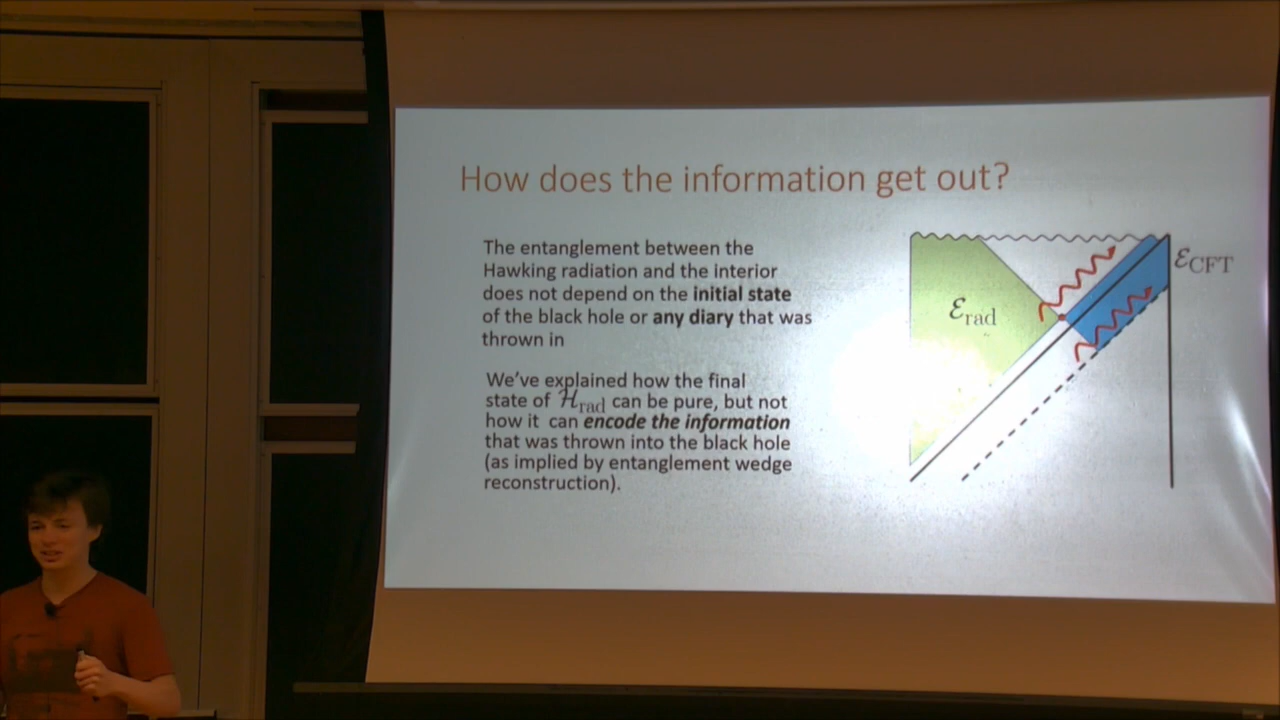 How does the information get out?
The entanglement between the
Hawking radiation and the interior
does not depend on the initial state
of the black hole or any diary that was
thrown in
We've explained how the final
state of ℋrad can be pure, but not
how it can encode the information
that was thrown into the black hole
(as implied by entanglement wedge
reconstruction).
ℰrad
ℰCFT